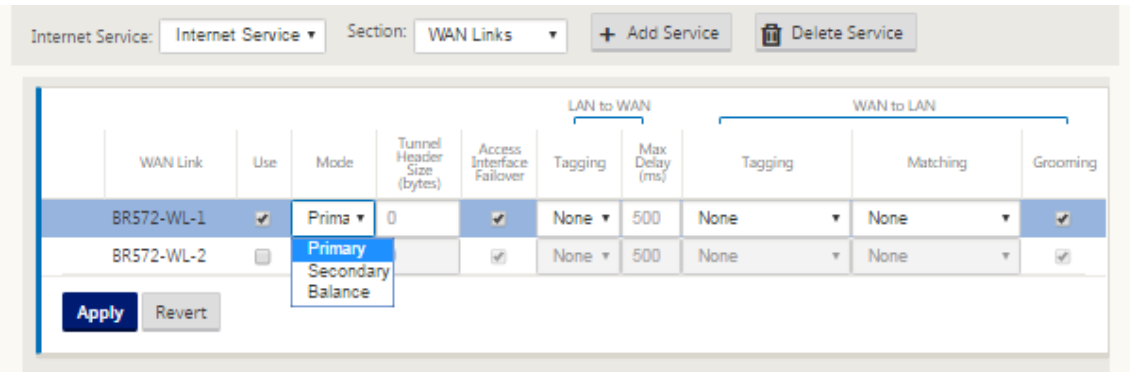 Internet Service: Internet Service Section: WAN Links + Add Service Delete Service
LAN to WAN WAN to LAN
WAN Link Use Mode Tunnel Header Size (bytes) Access Interface Failover Tagging Max Delay (ms) Tagging Matching Grooming
BR572-WL-1 Prima 0 None 500 None None
BR572-WL-2 None 500 None None
Primary
Secondary
Balance
Apply Revert